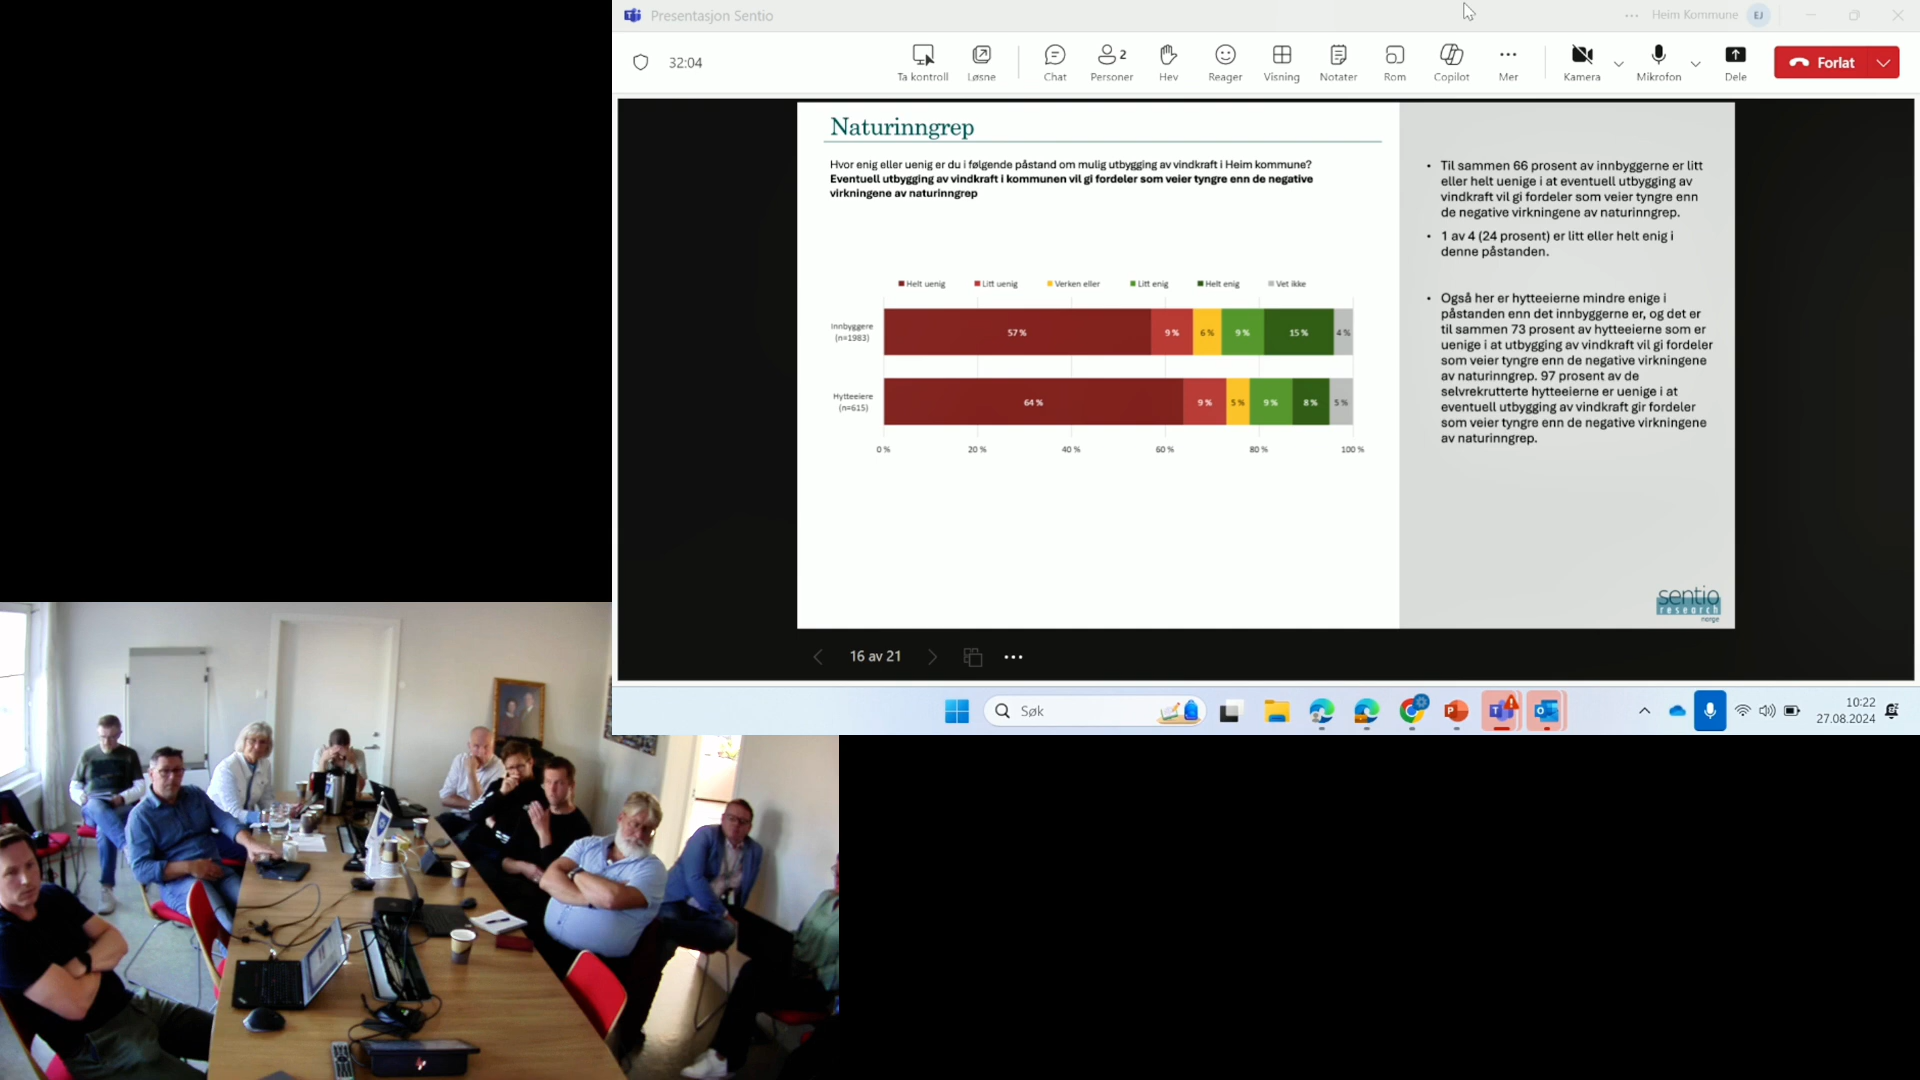 Presentasjon Sentio
Heim Kommune
EJ
32:04
Ta kontroll
Løsne
Chat
2
Personer
Hev
Reager
Visning
Notater
Rom
Copilot
Mer
Kamera
Mikrofon
Dele
Forlat
Naturinngrep
Hvor enig eller uenig er du i følgende påstand om mulig utbygging av vindkraft i Heim kommune?
Eventuell utbygging av vindkraft i kommunen vil gi fordeler som veier tyngre enn de negative
virkningene av naturinngrep
Helt uenig
Litt uenig
Verken eller
Litt enig
Helt enig
Vet ikke
Innbyggere
(n=1983)
57 %
9 %
6 %
9 %
15 %
4 %
Hytteeiere
(n=615)
64 %
9 %
5 %
9 %
8 %
5 %
0 %
20 %
40 %
60 %
80 %
100 %
• Til sammen 66 prosent av innbyggerne er litt
eller helt uenige i at eventuell utbygging av
vindkraft vil gi fordeler som veier tyngre enn
de negative virkningene av naturinngrep.
• 1 av 4 (24 prosent) er litt eller helt enig i
denne påstanden.
• Også her er hytteeierne mindre enige i
påstanden enn det innbyggerne er, og det er
til sammen 73 prosent av hytteeierne som er
uenige i at utbygging av vindkraft vil gi fordeler
som veier tyngre enn de negative virkningene
av naturinngrep. 97 prosent av de
selvrekrutterte hytteeierne er uenige i at
eventuell utbygging av vindkraft gir fordeler
som veier tyngre enn de negative virkningene
av naturinngrep.
sentio
research
norge
16 av 21
Søk
10:22
27.08.2024